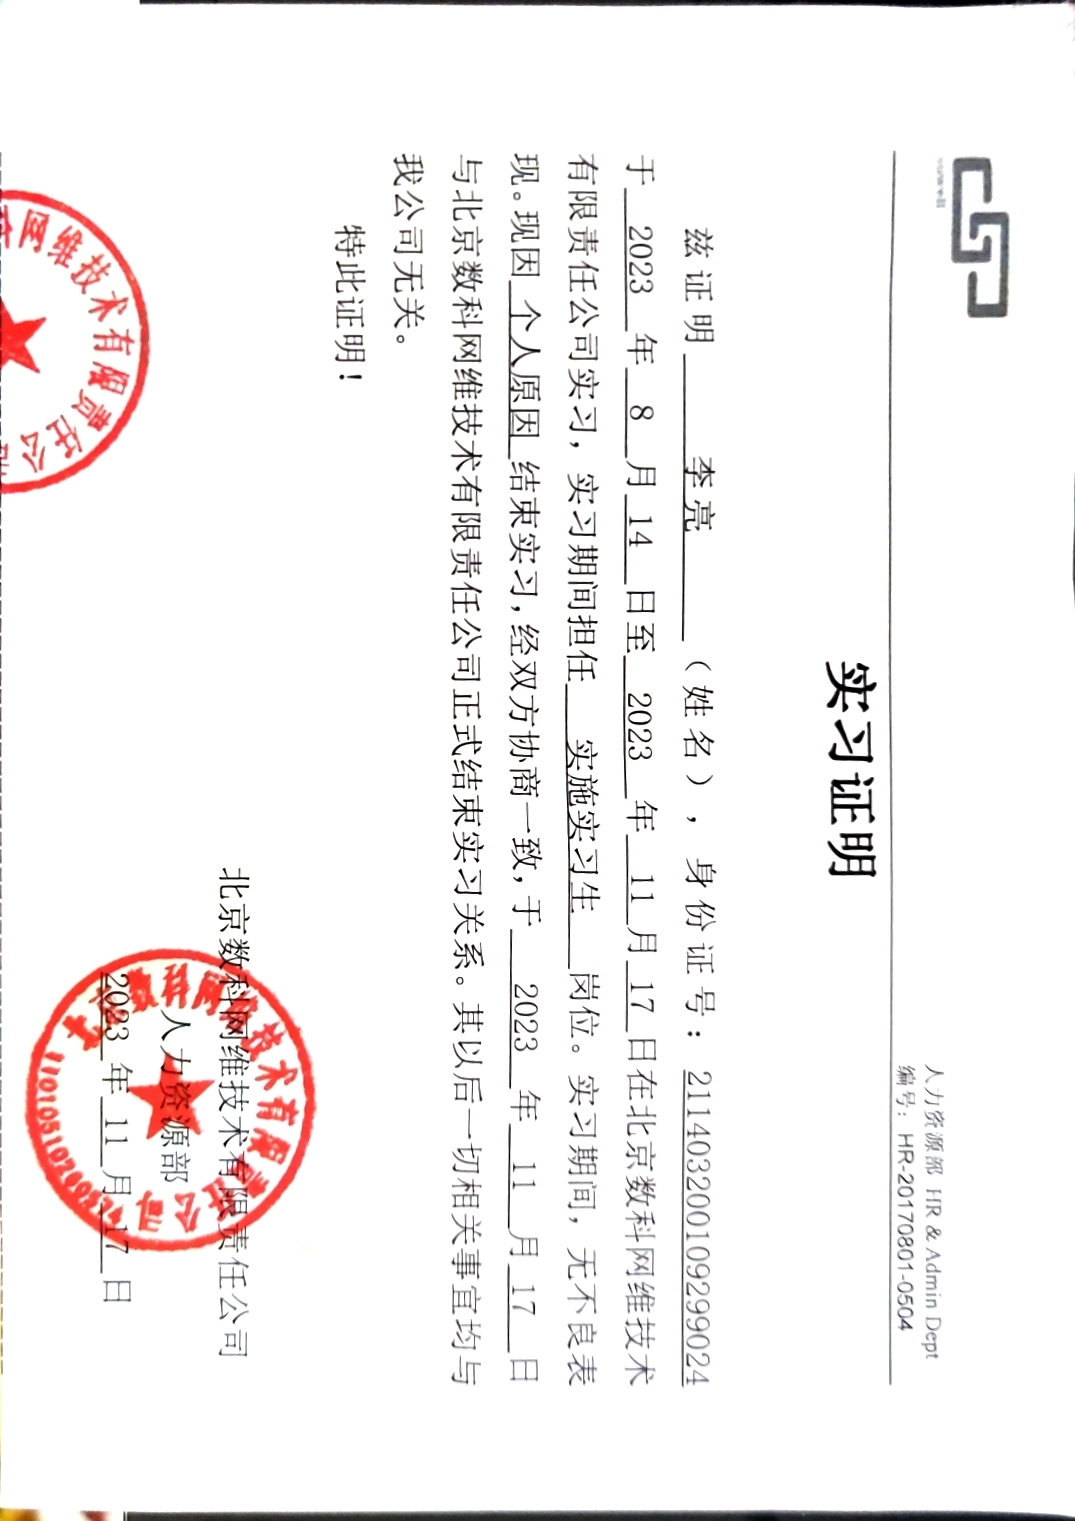 suwell
人力资源部 HR & Admin Dept
编号：HR-20170801-0504
实习证明
兹证明 李亮 （姓名），身份证号：211403200109299024
于 2023 年 8 月 14 日至 2023 年 11 月 17 日在北京数科网维技术
有限责任公司实习，实习期间担任 实施实习生 岗位。实习期间，无不良表
现。现因 个人原因 结束实习，经双方协商一致，于 2023 年 11 月 17 日
与北京数科网维技术有限责任公司正式结束实习关系。其以后一切相关事宜均与
我公司无关。
特此证明！
北京数科网维技术有限责任公司
人力资源部
2023 年 11 月 17 日
北京数科网维技术有限责任公司
科网维技术有限责任公司